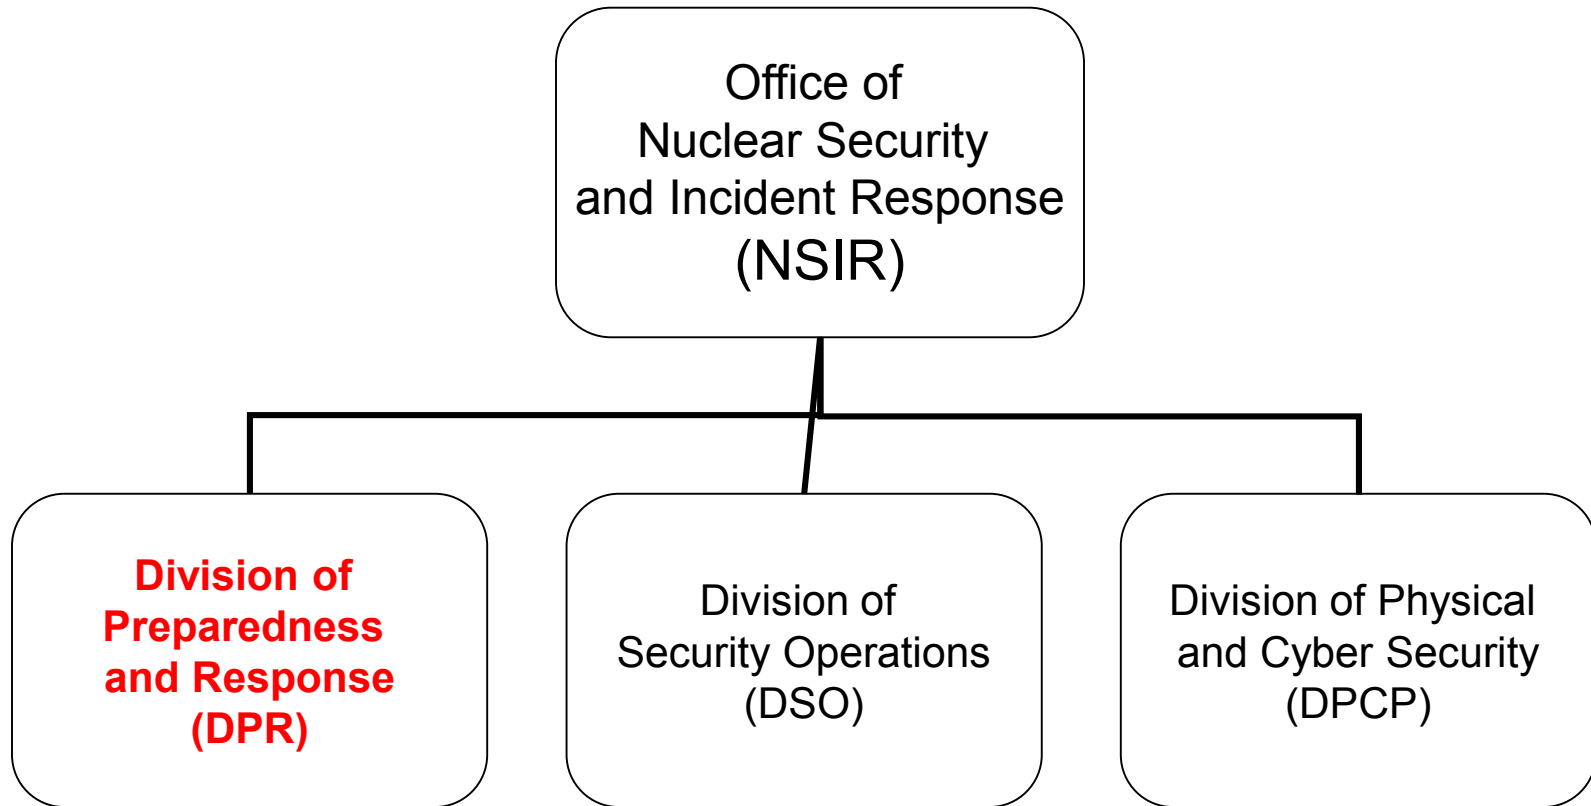 Office of
Nuclear Security
and Incident Response
(NSIR)
Division of
Preparedness
and Response
(DPR)
Division of
Security Operations
(DSO)
Division of Physical
and Cyber Security
(DPCP)